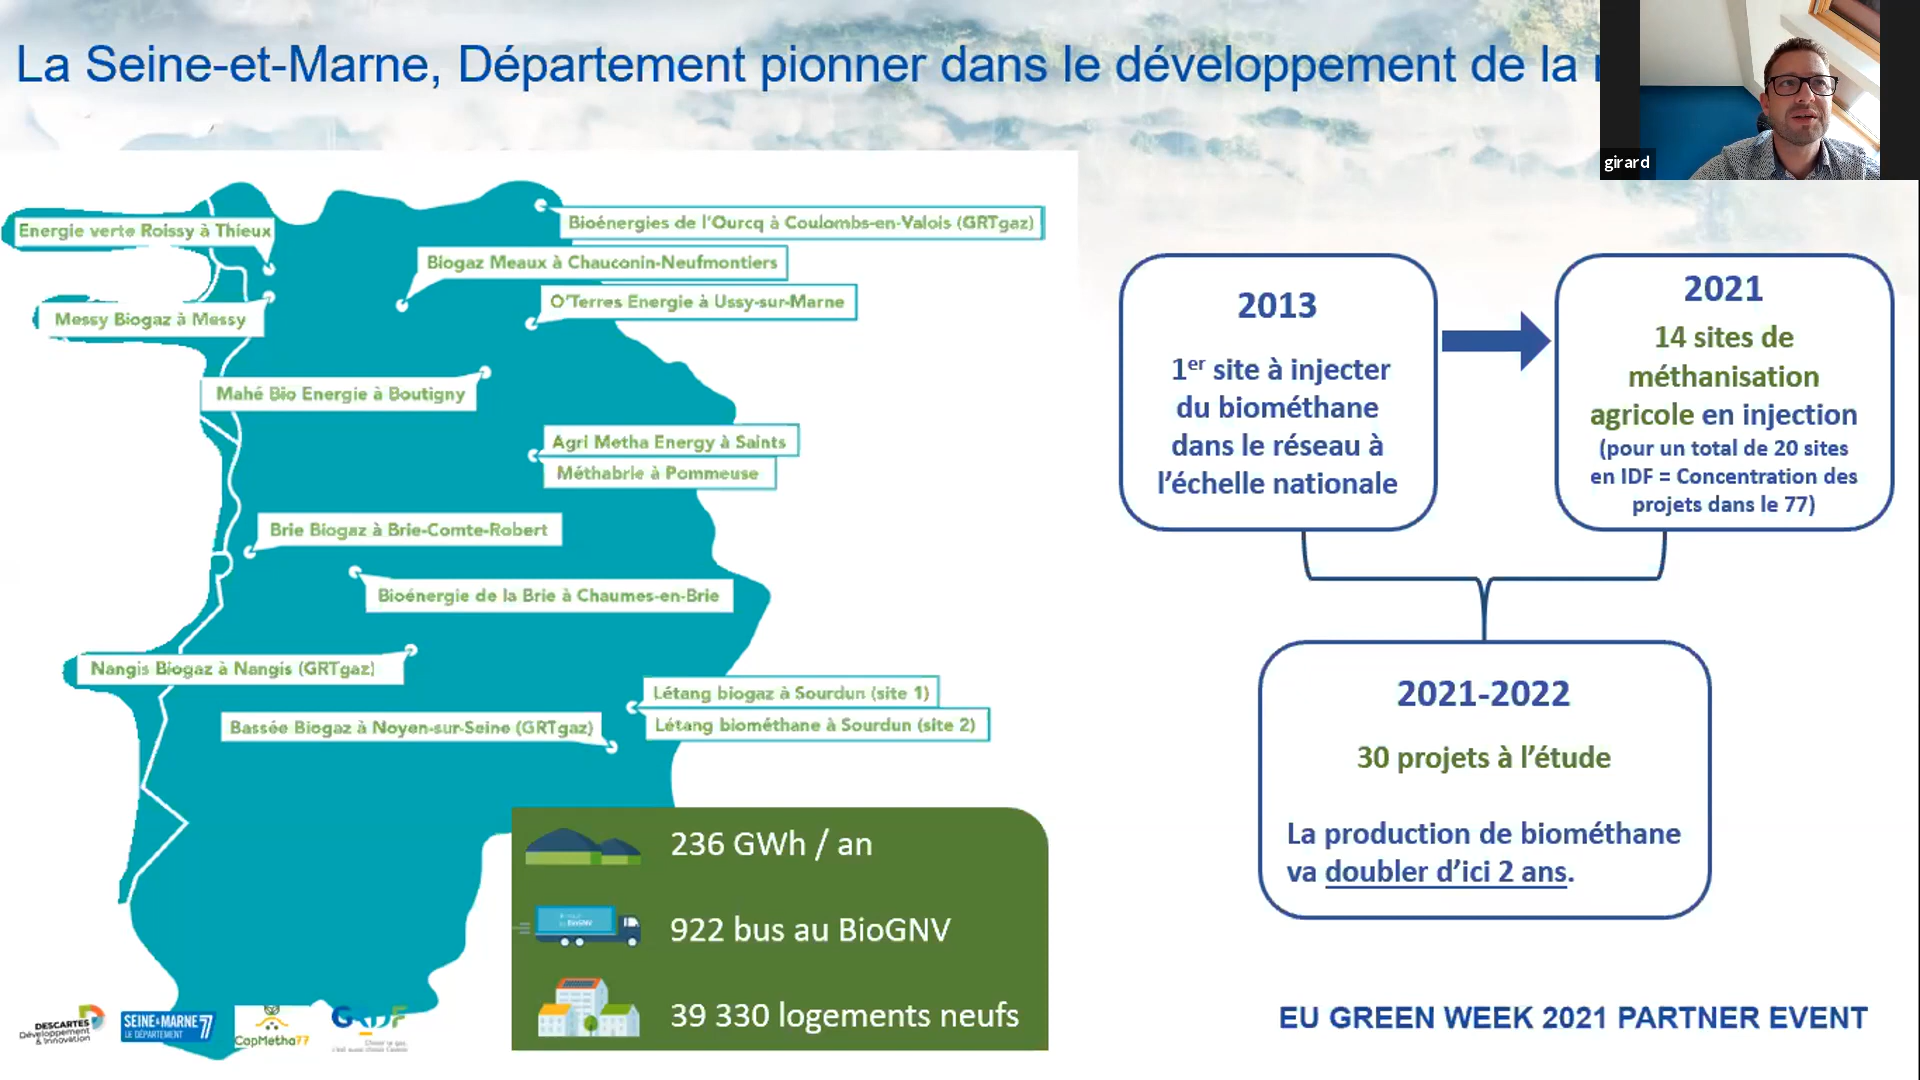 La Seine-et-Marne, Département pionner dans le développement de la
girard
Energie verte Roissy à Thieux
Bioénergies de l'Ourcq à Coulombs-en-Valois (GRTgaz)
Biogaz Meaux à Chauconin-Neufmontiers
O'Terres Energie à Ussy-sur-Marne
Messy Biogaz à Messy
Mahé Bio Energie à Boutigny
Agri Metha Energy à Saints
Méthabrie à Pommeuse
Brie Biogaz à Brie-Comte-Robert
Bioénergie de la Brie à Chaumes-en-Brie
Nangis Biogaz à Nangis (GRTgaz)
Létang biogaz à Sourdun (site 1)
Létang biométhane à Sourdun (site 2)
Bassée Biogaz à Noyen-sur-Seine (GRTgaz)
236 GWh / an
922 bus au BioGNV
39 330 logements neufs
2013
1er site à injecter
du biométhane
dans le réseau à
l'échelle nationale
2021
14 sites de
méthanisation
agricole en injection
(pour un total de 20 sites
en IDF = Concentration des
projets dans le 77)
2021-2022
30 projets à l'étude
La production de biométhane
va doubler d'ici 2 ans.
DESCARTES
Développement
& Innovation
SEINE & MARNE 77
LE DÉPARTEMENT
CapMetha77
GRDF
EU GREEN WEEK 2021 PARTNER EVENT